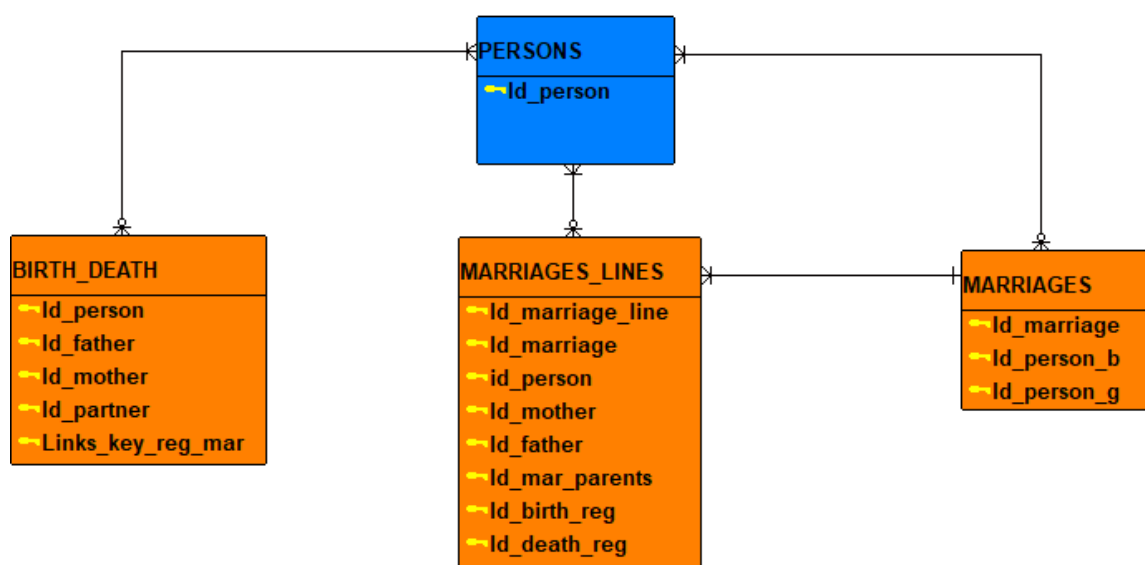 PERSONS
Id_person
BIRTH_DEATH
Id_person
Id_father
Id_mother
Id_partner
Links_key_reg_mar
MARRIAGES_LINES
Id_marriage_line
Id_marriage
id_person
Id_mother
Id_father
Id_mar_parents
Id_birth_reg
Id_death_reg
MARRIAGES
Id_marriage
Id_person_b
Id_person_g